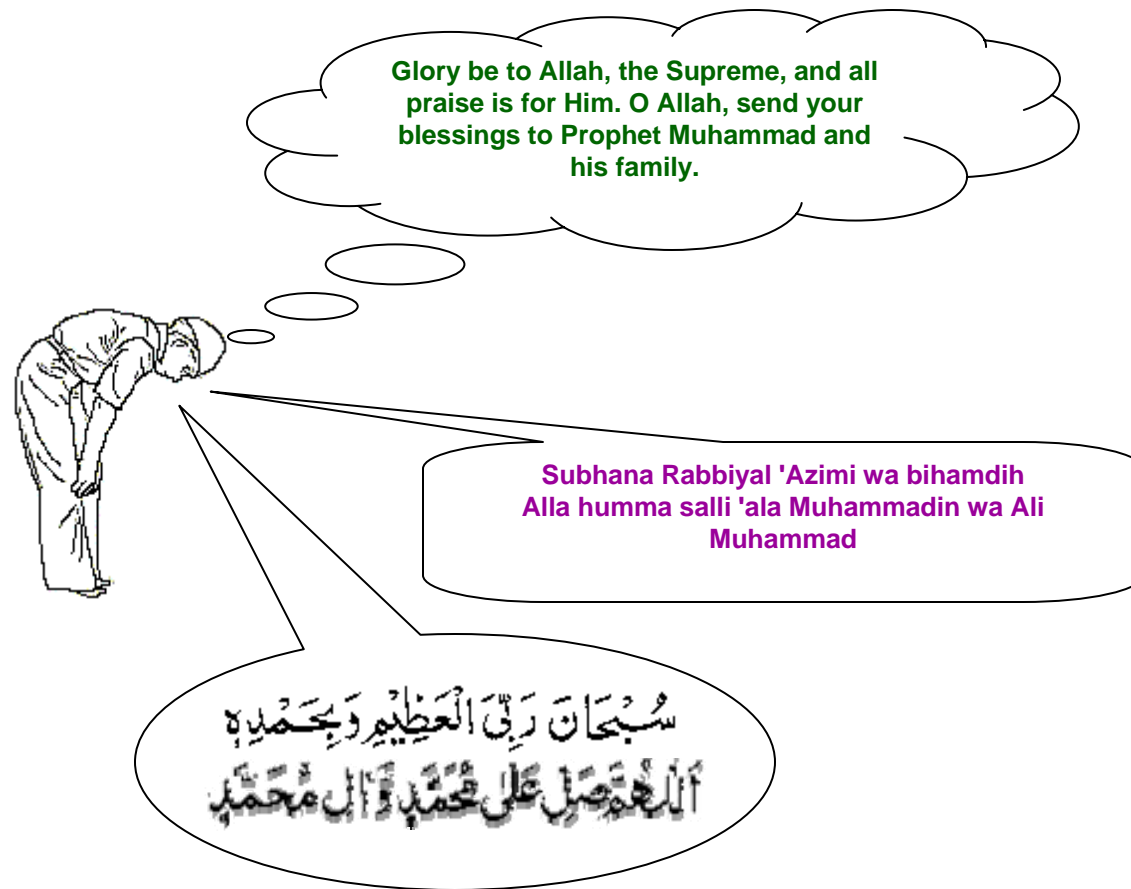 Glory be to Allah, the Supreme, and all
praise is for Him. O Allah, send your
blessings to Prophet Muhammad and
his family.
Subhana Rabbiyal 'Azimi wa bihamdih
Alla humma salli 'ala Muhammadin wa Ali
Muhammad
سُبْحَانَ رَبِّيَ الْعَظِيْمِ وَبِحَمْدِهِ
اَللّٰهُمَّ صَلِّ عَلٰى مُحَمَّدٍ وَّاٰلِ مُحَمَّدٍ